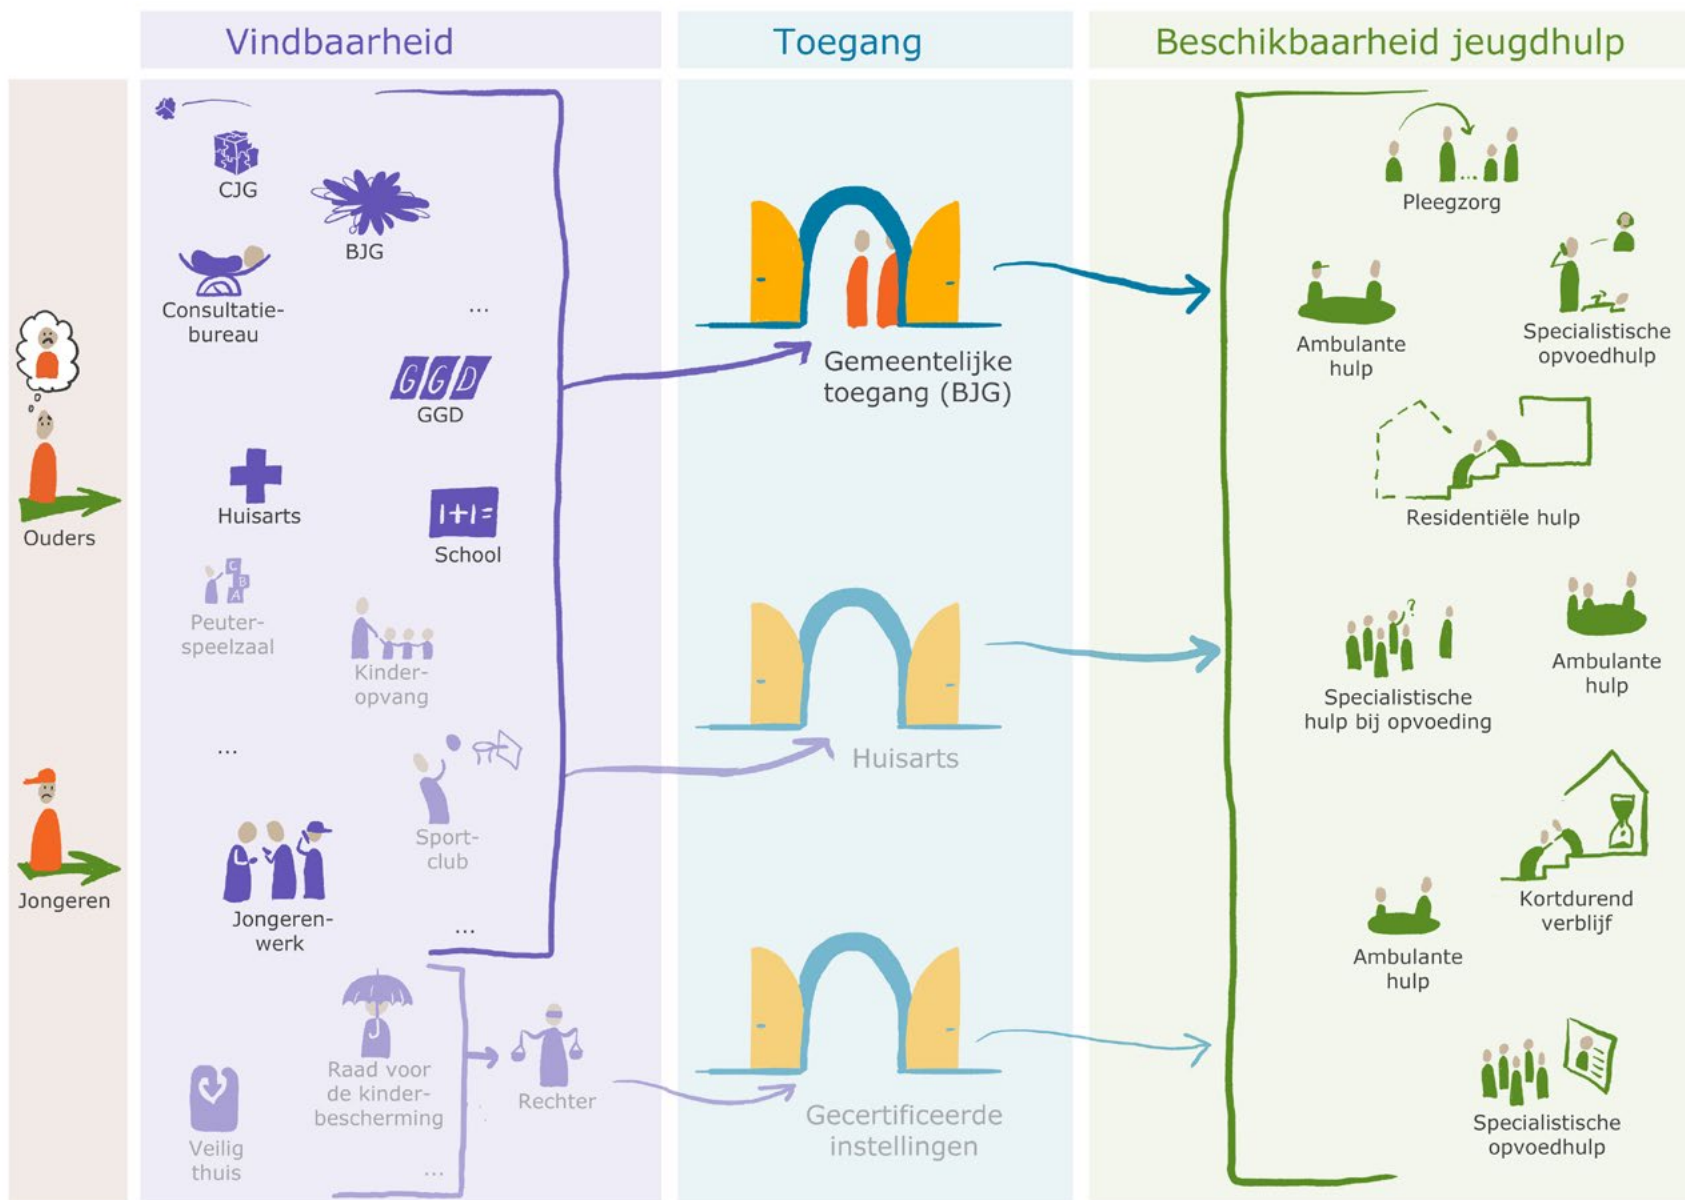 Vindbaarheid
Toegang
Beschikbaarheid jeugdhulp
Ouders
Jongeren
CJG
BJG
Consultatie-
bureau
...
GGD
GGD
Huisarts
1+1=
School
C
B
A
Peuter-
speelzaal
Kinder-
opvang
...
Sport-
club
Jongeren-
werk
...
Raad voor
de kinder-
bescherming
Rechter
Veilig
thuis
...
Gemeentelijke
toegang (BJG)
Huisarts
Gecertificeerde
instellingen
...
Pleegzorg
Ambulante
hulp
Specialistische
opvoedhulp
Residentiële hulp
?
Specialistische
hulp bij opvoeding
Ambulante
hulp
Kortdurend
verblijf
Ambulante
hulp
Specialistische
opvoedhulp